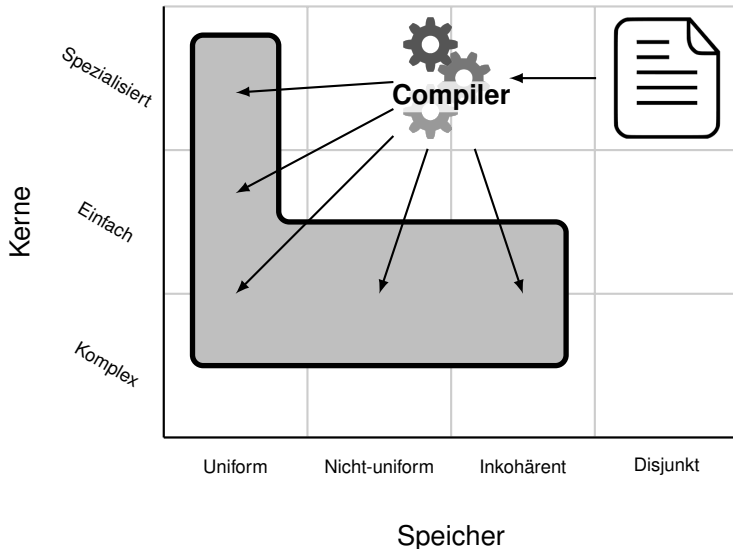 Spezialisiert
Compiler
Kerne
Einfach
Komplex
Uniform
Nicht-uniform
Inkohärent
Disjunkt
Speicher